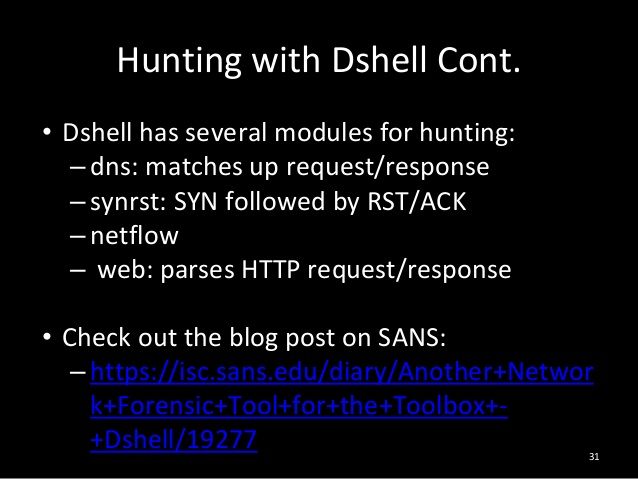 Hunting with Dshell Cont.
• Dshell has several modules for hunting:
– dns: matches up request/response
– synrst: SYN followed by RST/ACK
– netflow
– web: parses HTTP request/response
• Check out the blog post on SANS:
– https://isc.sans.edu/diary/Another+Networ
k+Forensic+Tool+for+the+Toolbox+-
+Dshell/19277
31